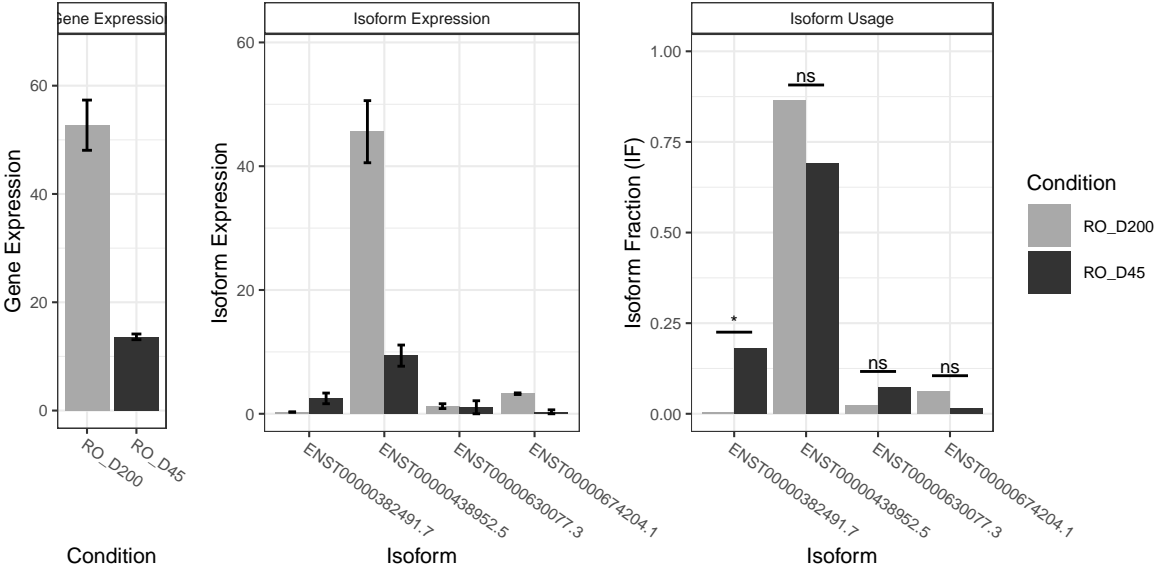 Gene Expression
Gene Expression
60
40
20
0
RO_D200
RO_D45
Condition
Isoform Expression
Isoform Expression
60
40
20
0
ENST00000382491.7
ENST00000438952.5
ENST00000630077.3
ENST00000674204.1
Isoform
Isoform Usage
Isoform Fraction (IF)
1.00
0.75
0.50
0.25
0.00
*
ns
ns
ns
ENST00000382491.7
ENST00000438952.5
ENST00000630077.3
ENST00000674204.1
Isoform
Condition
RO_D200
RO_D45